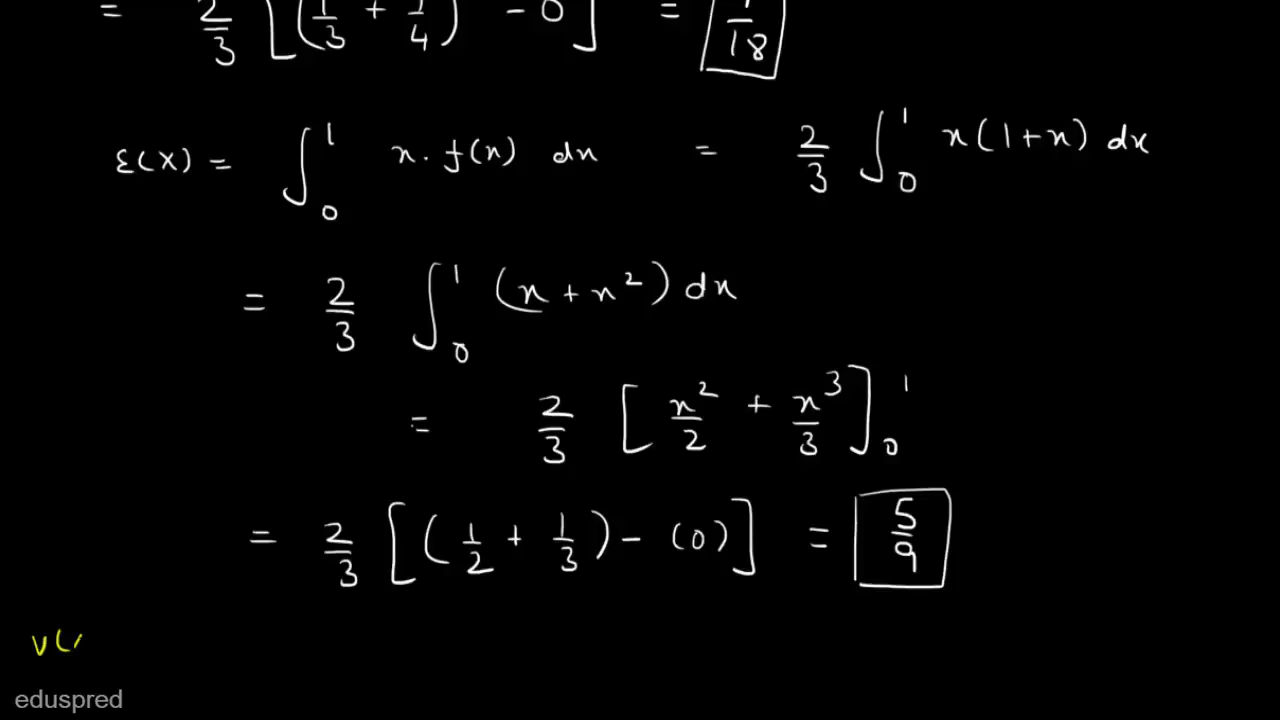 = 2/3 [(1/3 + 1/4) - 0] = 7/18
E(X) = ∫₀¹ x . f(x) dx = 2/3 ∫₀¹ x(1+x) dx
= 2/3 ∫₀¹ (x + x²) dx
= 2/3 [x²/2 + x³/3]₀¹
= 2/3 [(1/2 + 1/3) - (0)] = 5/9
V(
eduspred